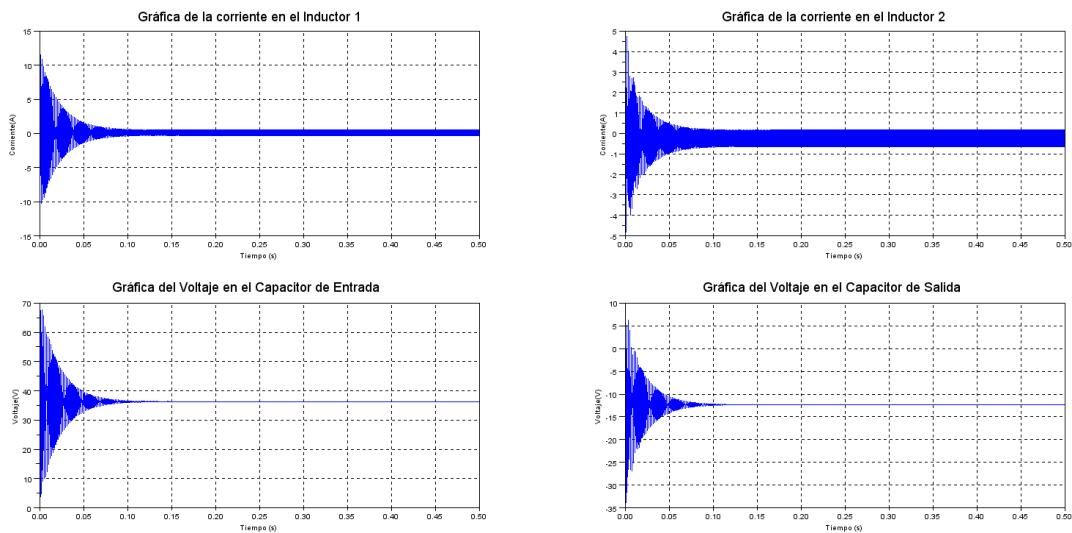 Gráfica de la corriente en el Inductor 1
15
10
5
0
-5
-10
-15
Corriente(A)
0.00 0.05 0.10 0.15 0.20 0.25 0.30 0.35 0.40 0.45 0.50
Tiempo (s)
Gráfica de la corriente en el Inductor 2
5
4
3
2
1
0
-1
-2
-3
-4
-5
Corriente(A)
0.00 0.05 0.10 0.15 0.20 0.25 0.30 0.35 0.40 0.45 0.50
Tiempo (s)
Gráfica del Voltaje en el Capacitor de Entrada
70
60
50
40
30
20
10
0
Voltaje(V)
0.00 0.05 0.10 0.15 0.20 0.25 0.30 0.35 0.40 0.45 0.50
Tiempo (s)
Gráfica del Voltaje en el Capacitor de Salida
10
5
0
-5
-10
-15
-20
-25
-30
-35
Voltaje(V)
0.00 0.05 0.10 0.15 0.20 0.25 0.30 0.35 0.40 0.45 0.50
Tiempo (s)